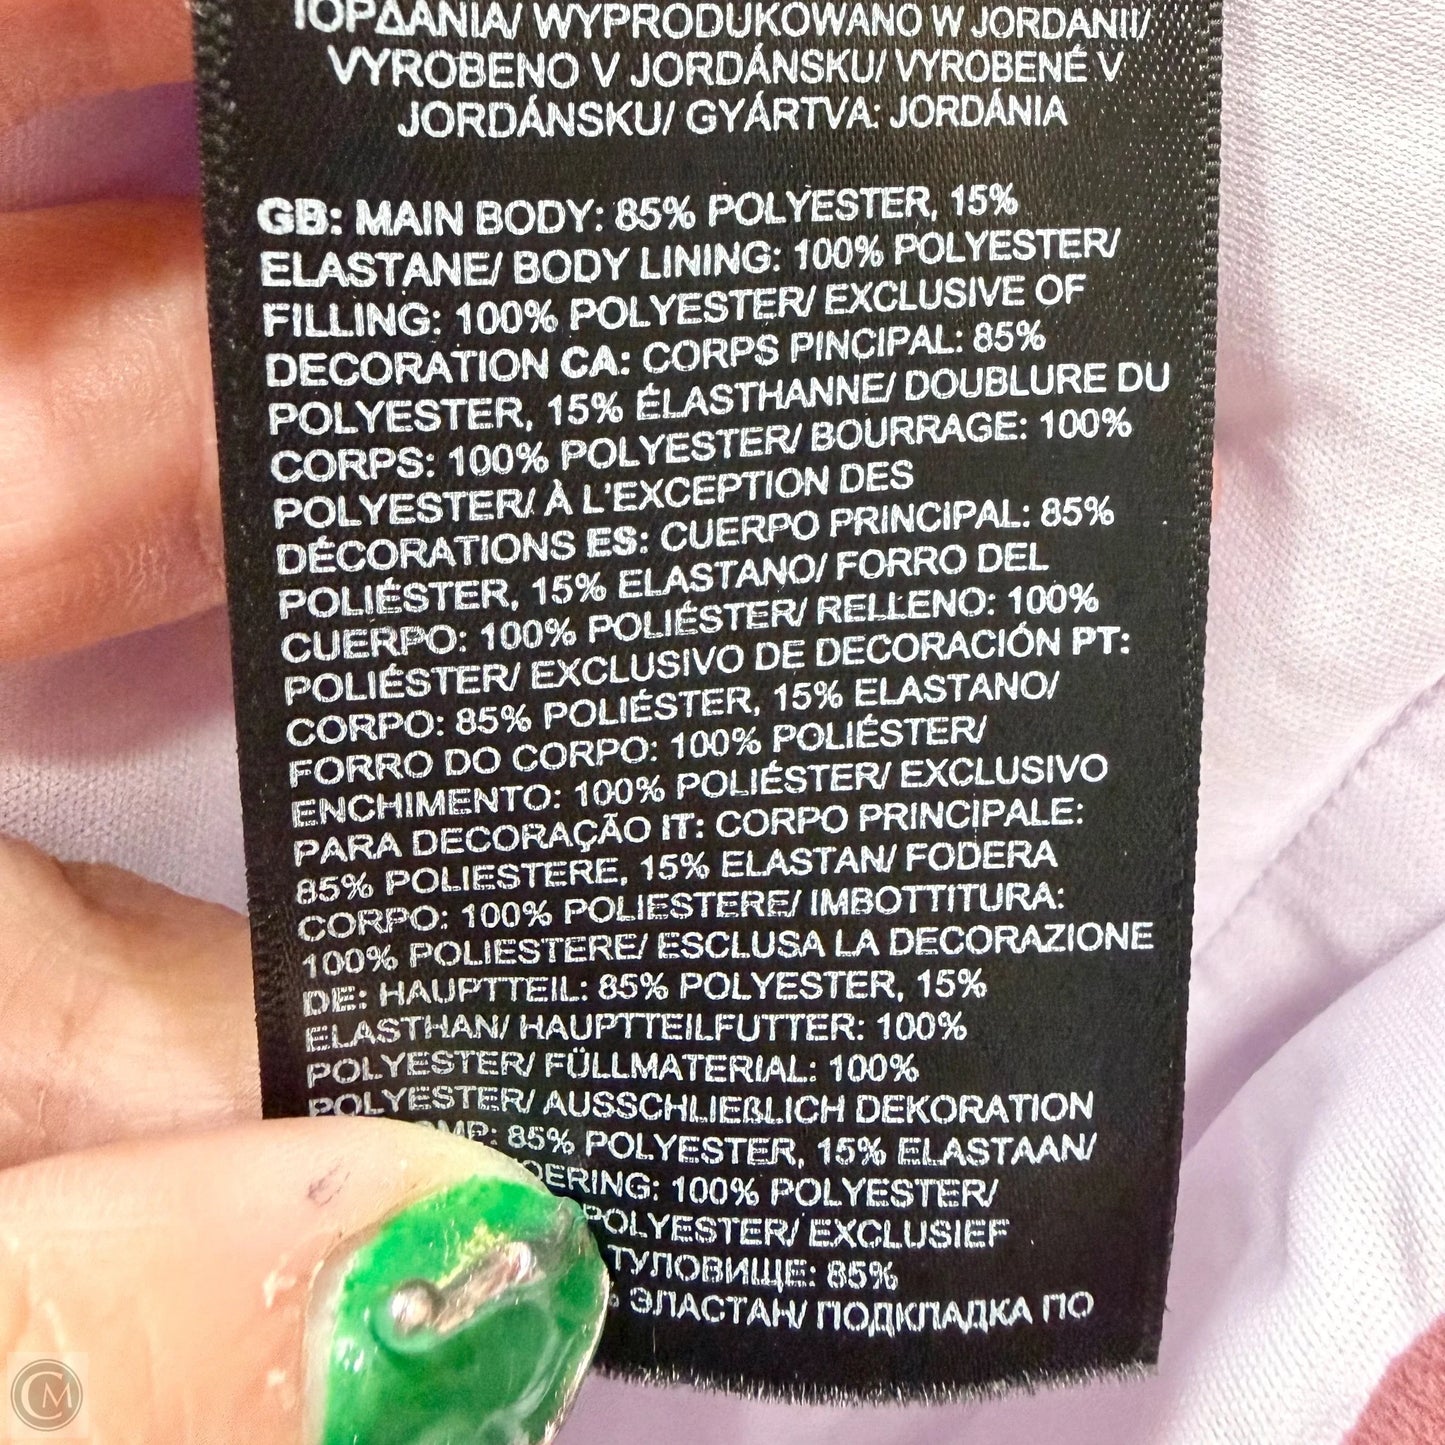 ΙΟΡΔΑΝΙΑ/ WYPRODUKOWANO W JORDANII/
VYROBENO V JORDÁNSKU/ VYROBENÉ V
JORDÁNSKU/ GYÁRTVA: JORDÁNIA
GB: MAIN BODY: 85% POLYESTER, 15%
ELASTANE/ BODY LINING: 100% POLYESTER/
FILLING: 100% POLYESTER/ EXCLUSIVE OF
DECORATION CA: CORPS PINCIPAL: 85%
POLYESTER, 15% ÉLASTHANNE/ DOUBLURE DU
CORPS: 100% POLYESTER/ BOURRAGE: 100%
POLYESTER/ À L'EXCEPTION DES
DÉCORATIONS ES: CUERPO PRINCIPAL: 85%
POLIÉSTER, 15% ELASTANO/ FORRO DEL
CUERPO: 100% POLIÉSTER/ RELLENO: 100%
POLIÉSTER/ EXCLUSIVO DE DECORACIÓN PT:
CORPO: 85% POLIÉSTER, 15% ELASTANO/
FORRO DO CORPO: 100% POLIÉSTER/
ENCHIMENTO: 100% POLIÉSTER/ EXCLUSIVO
PARA DECORAÇÃO IT: CORPO PRINCIPALE:
85% POLIESTERE, 15% ELASTAN/ FODERA
CORPO: 100% POLIESTERE/ IMBOTTITURA:
100% POLIESTERE/ ESCLUSA LA DECORAZIONE
DE: HAUPTTEIL: 85% POLYESTER, 15%
ELASTHAN/ HAUPTTEILFUTTER: 100%
POLYESTER/ FÜLLMATERIAL: 100%
POLYESTER/ AUSSCHLIEßLICH DEKORATION
85% POLYESTER, 15% ELASTAAN/
100% POLYESTER/
POLYESTER/ EXCLUSIEF
ТУЛОВИЩЕ: 85%
ЭЛАСТАН/ ПОДКЛАДКА ПО
CM